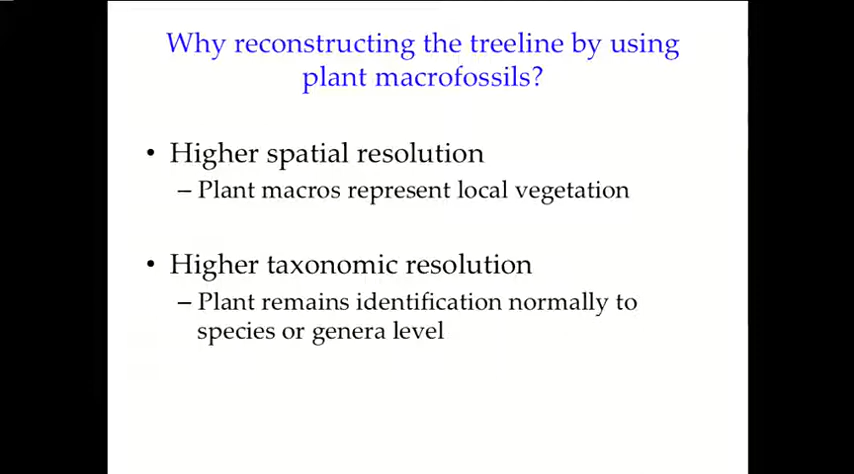 Why reconstructing the treeline by using
plant macrofossils?
• Higher spatial resolution
– Plant macros represent local vegetation
• Higher taxonomic resolution
– Plant remains identification normally to
species or genera level